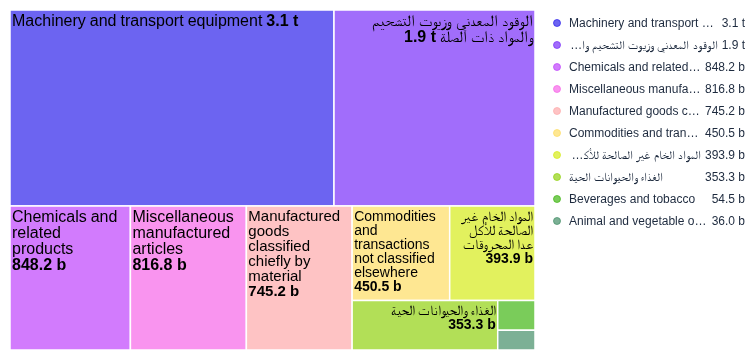 Machinery and transport equipment 3.1 t
الوقود المعدني وزيوت التشحيم
والمواد ذات الصلة 1.9 t
Chemicals and
related
products
848.2 b
Miscellaneous
manufactured
articles
816.8 b
Manufactured
goods
classified
chiefly by
material
745.2 b
Commodities
and
transactions
not classified
elsewhere
450.5 b
المواد الخام غير
الصالحة للأكل
عدا المحروقات
393.9 b
الغذاء والحيوانات الحية
353.3 b
Machinery and transport ... 3.1 t
الوقود المعدني وزيوت التشحيم وا... 1.9 t
Chemicals and related... 848.2 b
Miscellaneous manufa... 816.8 b
Manufactured goods c... 745.2 b
Commodities and tran... 450.5 b
المواد الخام غير الصالحة للأك... 393.9 b
الغذاء والحيوانات الحية 353.3 b
Beverages and tobacco 54.5 b
Animal and vegetable o... 36.0 b